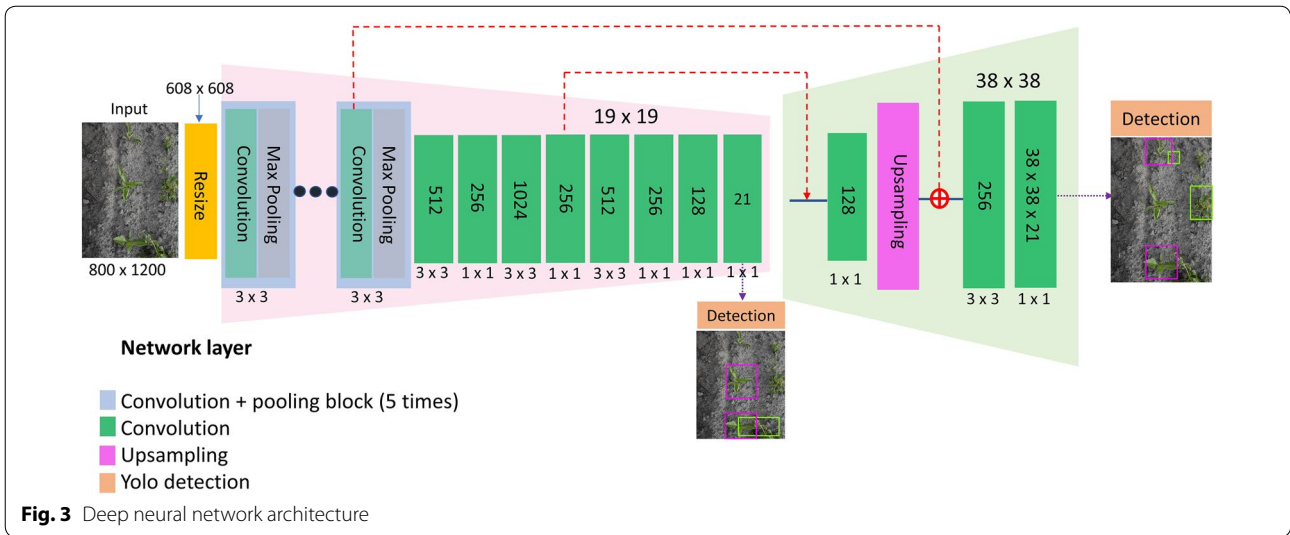 608 x 608
Input
Resize
800 x 1200
Convolution
Max Pooling
3 x 3
Convolution
Max Pooling
3 x 3
19 x 19
512
256
1024
256
512
256
128
21
3 x 3
1 x 1
3 x 3
1 x 1
3 x 3
1 x 1
1 x 1
1 x 1
Detection
38 x 38
128
1 x 1
Upsampling
256
3 x 3
38 x 38 x 21
1 x 1
Detection
Network layer
Convolution + pooling block (5 times)
Convolution
Upsampling
Yolo detection
Fig. 3 Deep neural network architecture